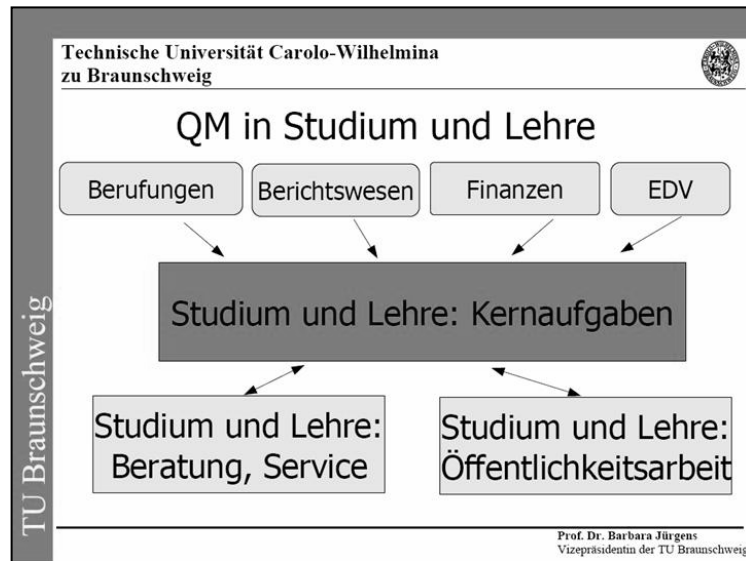 Technische Universität Carolo-Wilhelmina
zu Braunschweig
QM in Studium und Lehre
Berufungen
Berichtswesen
Finanzen
EDV
Studium und Lehre: Kernaufgaben
Studium und Lehre:
Beratung, Service
Studium und Lehre:
Öffentlichkeitsarbeit
TU Braunschweig
Prof. Dr. Barbara Jürgens
Vizepräsidentin der TU Braunschweig